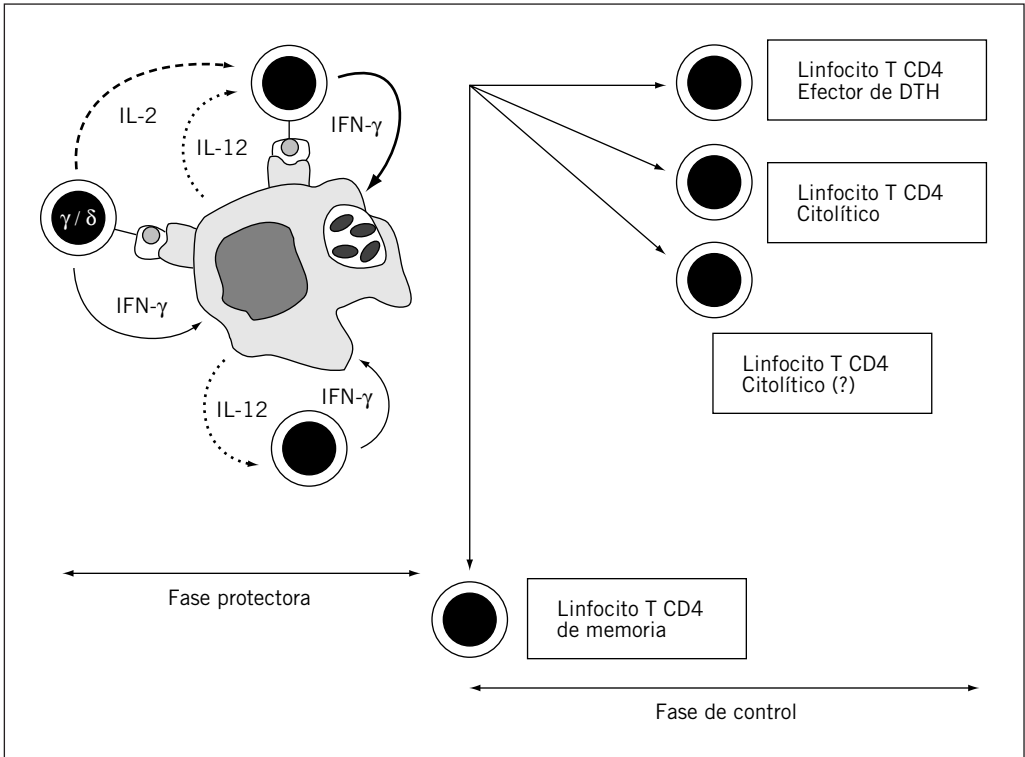 IL-2
IL-12
IFN-γ
γ / δ
IFN-γ
IL-12
IFN-γ
Fase protectora
Linfocito T CD4
Efector de DTH
Linfocito T CD4
Citolítico
Linfocito T CD4
Citolítico (?)
Linfocito T CD4
de memoria
Fase de control